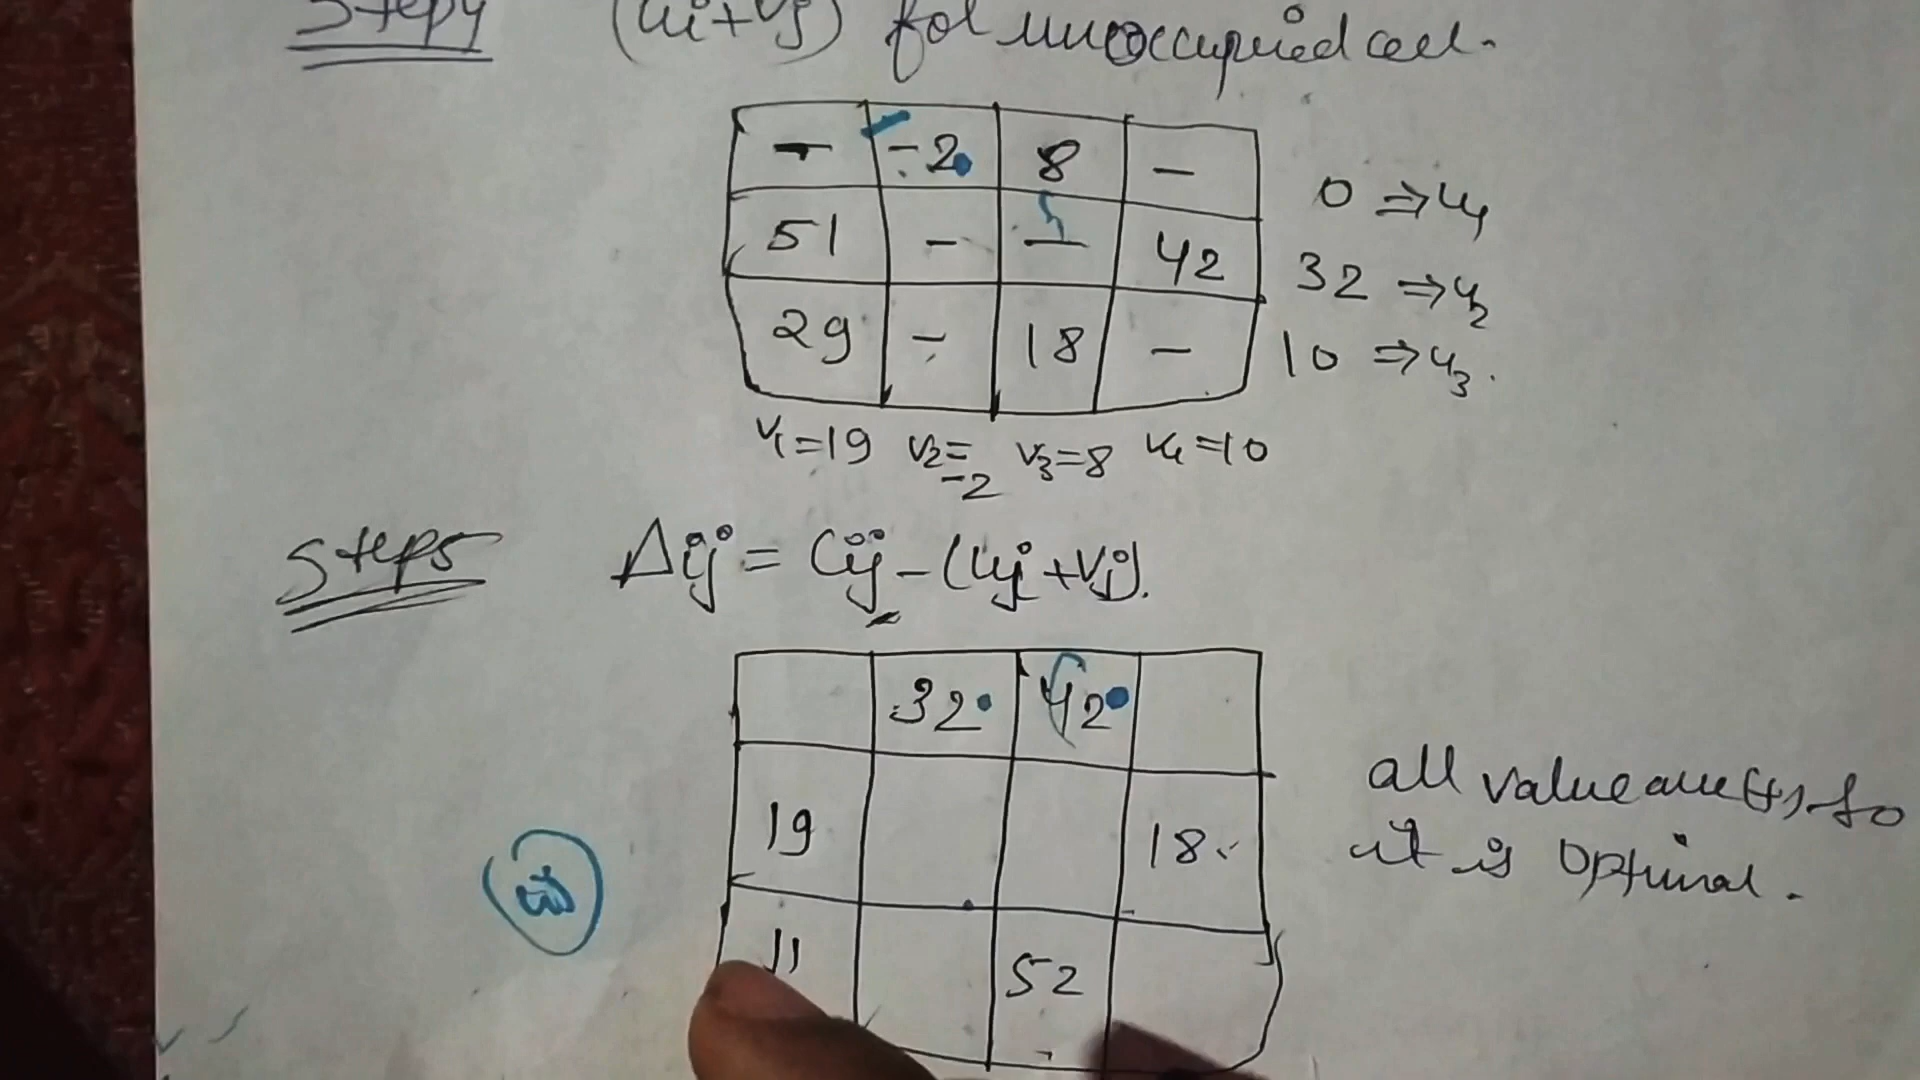 Step4 (ui+vj) for unoccupied cell.
- -2 8 - 0 ⇒u1
51 - - 42 32 ⇒u2
29 - 18 - 10 ⇒u3.
V1=19 V2=-2 V3=8 V4=10
Step5 Δij = Cij - (ui+Vj).
32 42
19 18 all value are (+) so
it is optimal.
11 52